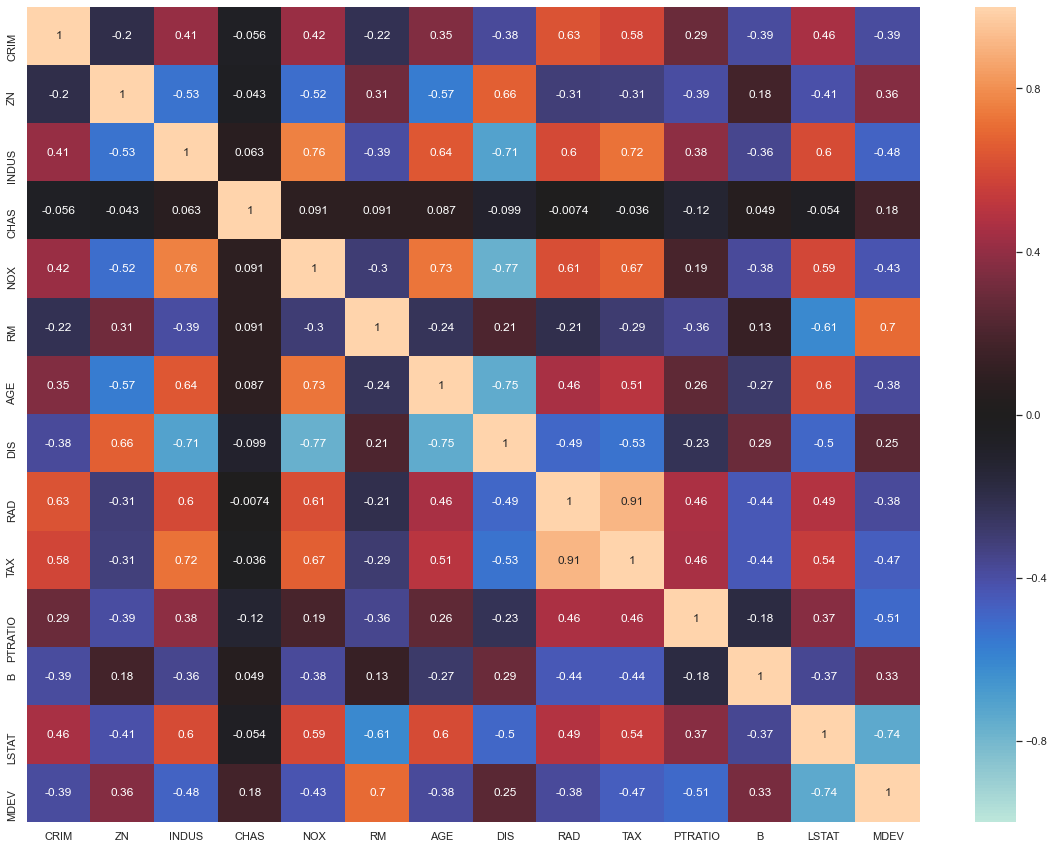 CRIM 1 -0.2 0.41 -0.056 0.42 -0.22 0.35 -0.38 0.63 0.58 0.29 -0.39 0.46 -0.39
ZN -0.2 1 -0.53 -0.043 -0.52 0.31 -0.57 0.66 -0.31 -0.31 -0.39 0.18 -0.41 0.36
INDUS 0.41 -0.53 1 0.063 0.76 -0.39 0.64 -0.71 0.6 0.72 0.38 -0.36 0.6 -0.48
CHAS -0.056 -0.043 0.063 1 0.091 0.091 0.087 -0.099 -0.0074 -0.036 -0.12 0.049 -0.054 0.18
NOX 0.42 -0.52 0.76 0.091 1 -0.3 0.73 -0.77 0.61 0.67 0.19 -0.38 0.59 -0.43
RM -0.22 0.31 -0.39 0.091 -0.3 1 -0.24 0.21 -0.21 -0.29 -0.36 0.13 -0.61 0.7
AGE 0.35 -0.57 0.64 0.087 0.73 -0.24 1 -0.75 0.46 0.51 0.26 -0.27 0.6 -0.38
DIS -0.38 0.66 -0.71 -0.099 -0.77 0.21 -0.75 1 -0.49 -0.53 -0.23 0.29 -0.5 0.25
RAD 0.63 -0.31 0.6 -0.0074 0.61 -0.21 0.46 -0.49 1 0.91 0.46 -0.44 0.49 -0.38
TAX 0.58 -0.31 0.72 -0.036 0.67 -0.29 0.51 -0.53 0.91 1 0.46 -0.44 0.54 -0.47
PTRATIO 0.29 -0.39 0.38 -0.12 0.19 -0.36 0.26 -0.23 0.46 0.46 1 -0.18 0.37 -0.51
B -0.39 0.18 -0.36 0.049 -0.38 0.13 -0.27 0.29 -0.44 -0.44 -0.18 1 -0.37 0.33
LSTAT 0.46 -0.41 0.6 -0.054 0.59 -0.61 0.6 -0.5 0.49 0.54 0.37 -0.37 1 -0.74
MDEV -0.39 0.36 -0.48 0.18 -0.43 0.7 -0.38 0.25 -0.38 -0.47 -0.51 0.33 -0.74 1
CRIM ZN INDUS CHAS NOX RM AGE DIS RAD TAX PTRATIO B LSTAT MDEV
0.8
0.4
0.0
-0.4
-0.8